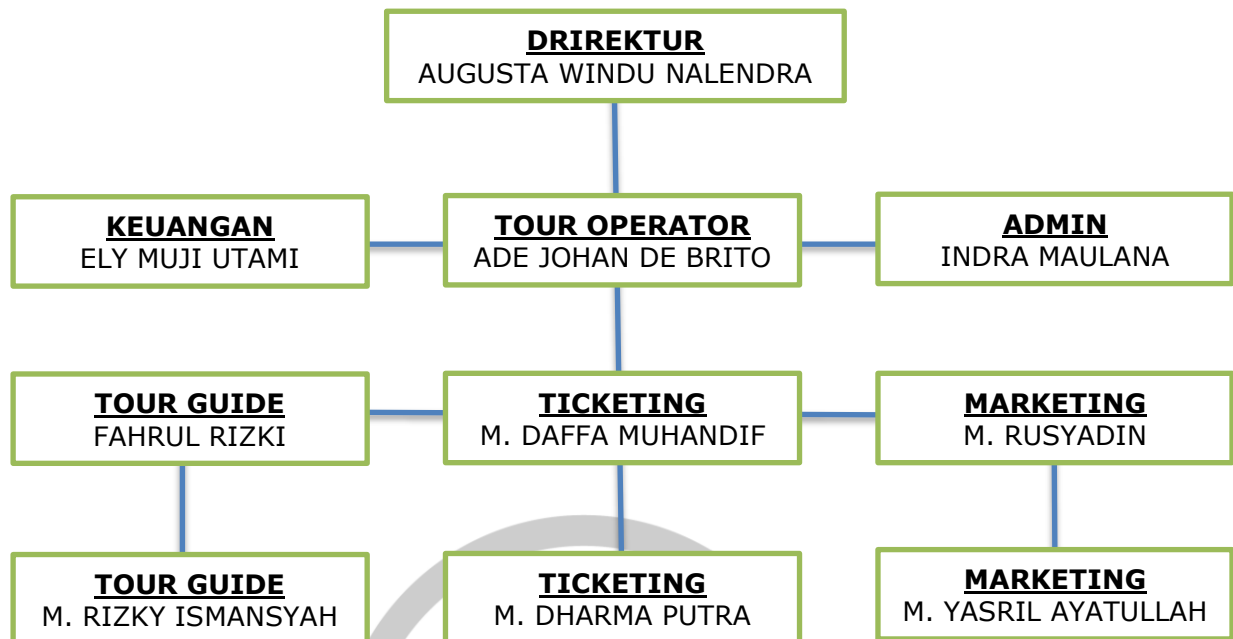 DRIREKTUR
AUGUSTA WINDU NALENDRA
KEUANGAN
ELY MUJI UTAMI
TOUR OPERATOR
ADE JOHAN DE BRITO
ADMIN
INDRA MAULANA
TOUR GUIDE
FAHRUL RIZKI
TICKETING
M. DAFFA MUHANDIF
MARKETING
M. RUSYADIN
TOUR GUIDE
M. RIZKY ISMANSYAH
TICKETING
M. DHARMA PUTRA
MARKETING
M. YASRIL AYATULLAH